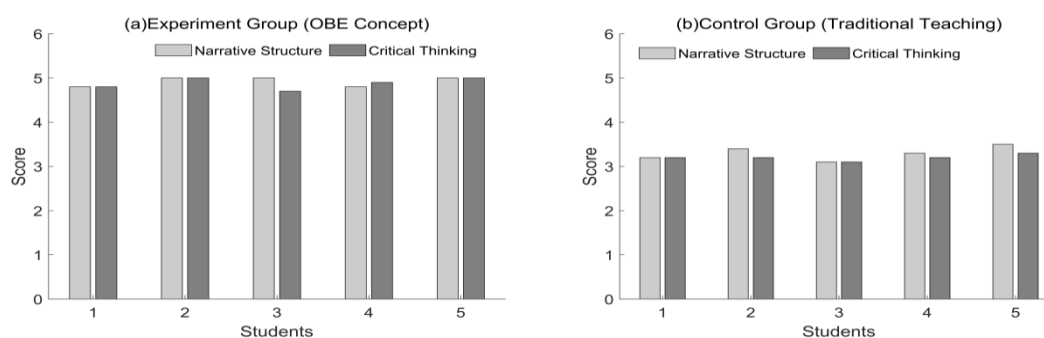 (a)Experiment Group (OBE Concept)
Narrative Structure
Critical Thinking
Score
6
5
4
3
2
1
0
1 2 3 4 5
Students
(b)Control Group (Traditional Teaching)
Narrative Structure
Critical Thinking
Score
6
5
4
3
2
1
0
1 2 3 4 5
Students